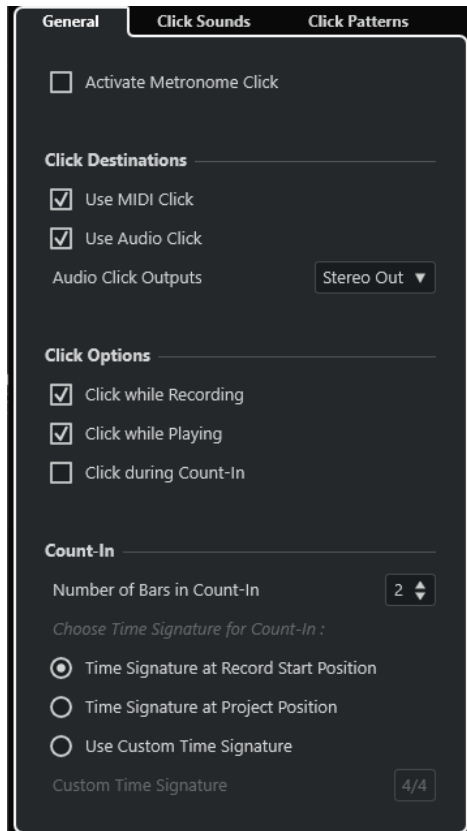 General Click Sounds Click Patterns
Activate Metronome Click
Click Destinations
Use MIDI Click
Use Audio Click
Audio Click Outputs Stereo Out
Click Options
Click while Recording
Click while Playing
Click during Count-In
Count-In
Number of Bars in Count-In 2
Choose Time Signature for Count-In :
Time Signature at Record Start Position
Time Signature at Project Position
Use Custom Time Signature
Custom Time Signature 4/4